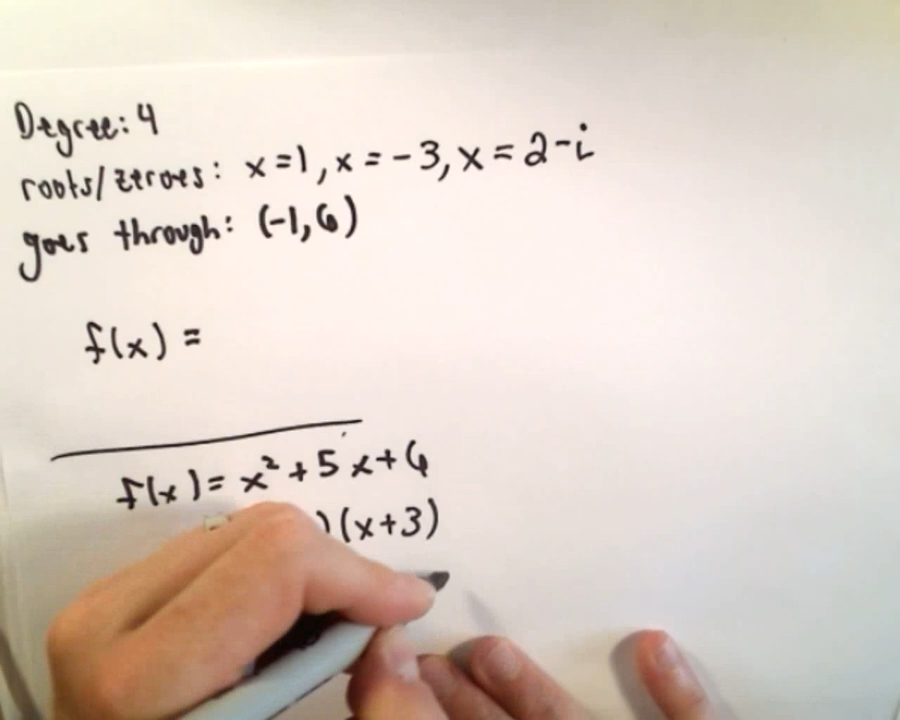 Degree: 4
roots/zeroes: x=1, x=-3, x=2-i
goes through: (-1,6)
f(x) =
f(x) = x²+5x+6
)(x+3)